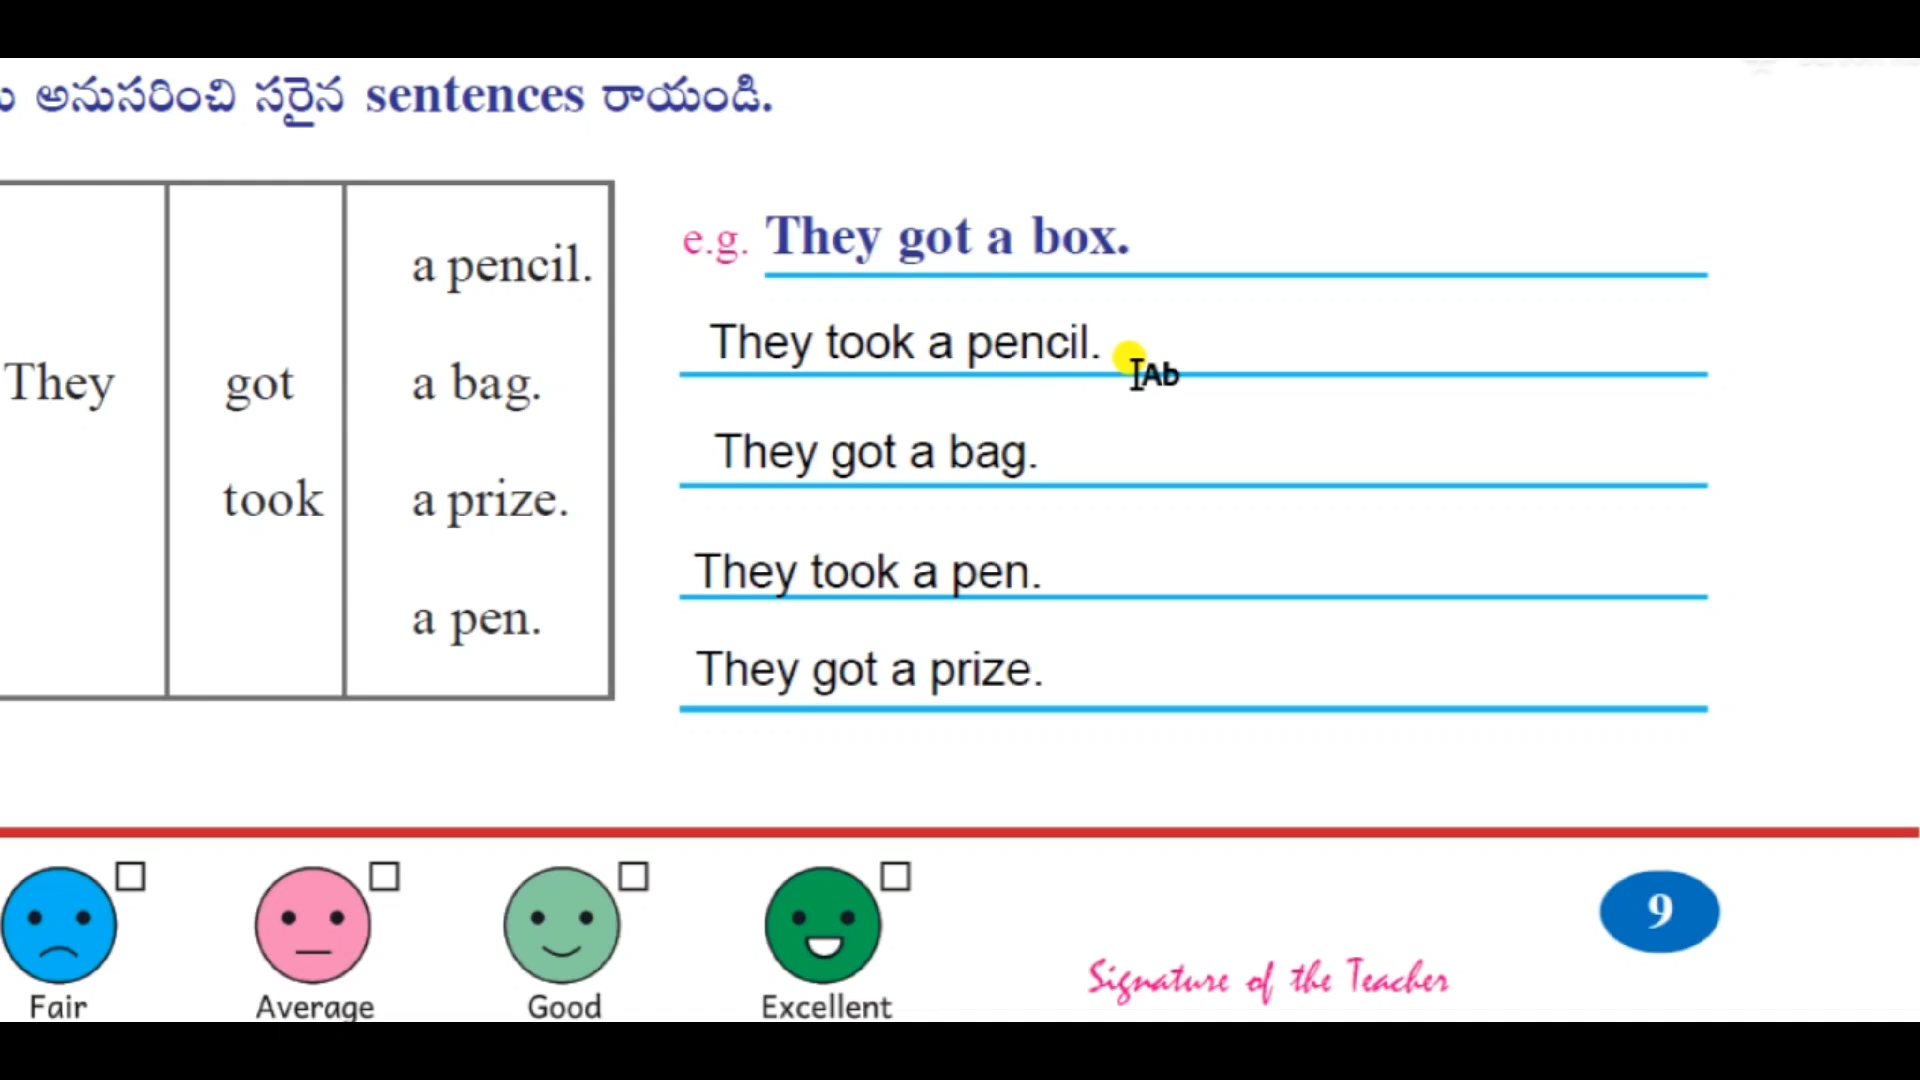 అనుసరించి సరైన sentences రాయండి.
e.g. They got a box.
a pencil.
They took a pencil.
Ab
They got a bag.
They got a bag.
took a prize.
They took a pen.
a pen.
They got a prize.
Fair Average Good Excellent
Signature of the Teacher
9